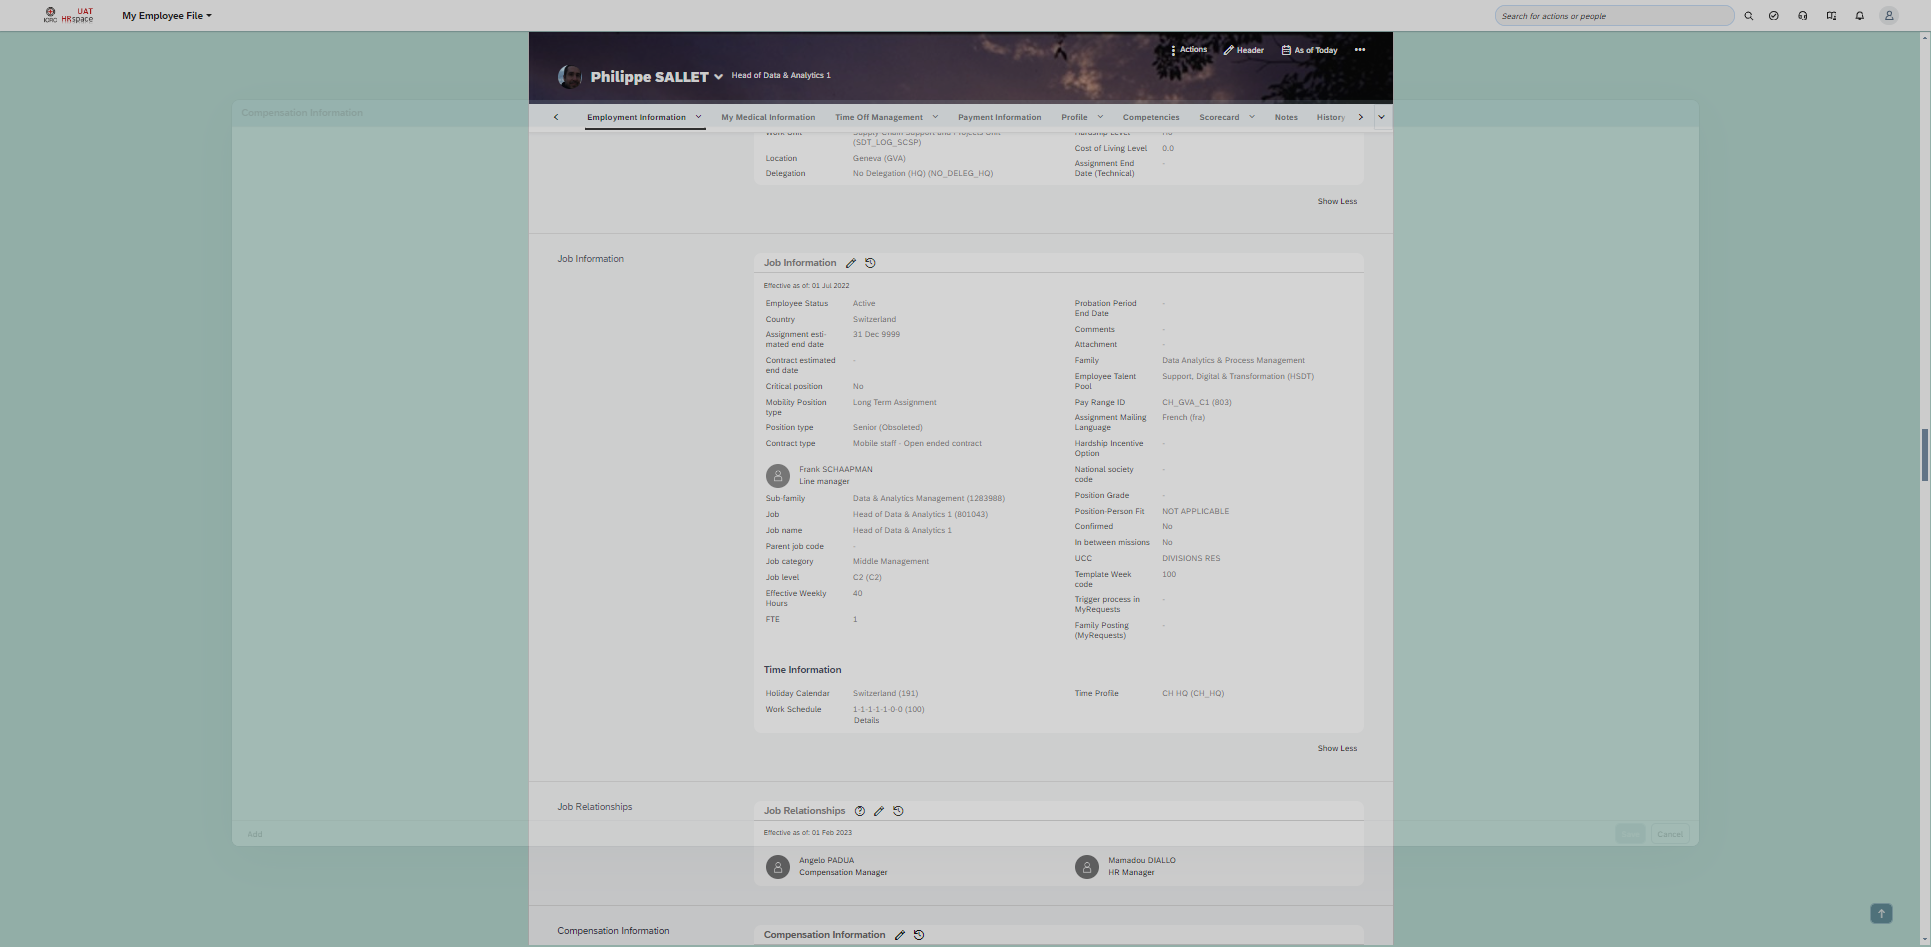 ICRC
UAT
HRspace
My Employee File
Search for actions or people
Actions
Header
As of Today
Philippe SALLET
Head of Data & Analytics 1
Compensation Information
Employment Information
My Medical Information
Time Off Management
Payment Information
Profile
Competencies
Scorecard
Notes
History
Work Unit
Supply Chain Support and Projects Unit
(SDT_LOG_SCSP)
Location
Geneva (GVA)
Delegation
No Delegation (HQ) (NO_DELEG_HQ)
Hardship Level
Cost of Living Level
0.0
Assignment End
Date (Technical)
-
Show Less
Job Information
Job Information
Effective as of: 01 Jul 2022
Employee Status
Active
Country
Switzerland
Assignment esti-
mated end date
31 Dec 9999
Contract estimated
end date
-
Critical position
No
Mobility Position
type
Long Term Assignment
Position type
Senior (Obsoleted)
Contract type
Mobile staff - Open ended contract
Frank SCHAAPMAN
Line manager
Sub-family
Data & Analytics Management (1283988)
Job
Head of Data & Analytics 1 (801043)
Job name
Head of Data & Analytics 1
Parent job code
-
Job category
Middle Management
Job level
C2 (C2)
Effective Weekly
Hours
40
FTE
1
Probation Period
End Date
-
Comments
-
Attachment
-
Family
Data Analytics & Process Management
Employee Talent
Pool
Support, Digital & Transformation (HSDT)
Pay Range ID
CH_GVA_C1 (803)
Assignment Mailing
Language
French (fra)
Hardship Incentive
Option
-
National society
code
-
Position Grade
-
Position-Person Fit
NOT APPLICABLE
Confirmed
No
In between missions
No
UCC
DIVISIONS RES
Template Week
code
100
Trigger process in
MyRequests
-
Family Posting
(MyRequests)
-
Time Information
Holiday Calendar
Switzerland (191)
Work Schedule
1-1-1-1-1-0-0 (100)
Details
Time Profile
CH HQ (CH_HQ)
Show Less
Job Relationships
Job Relationships
Effective as of: 01 Feb 2023
Angelo PADUA
Compensation Manager
Mamadou DIALLO
HR Manager
Add
Cancel
Compensation Information
Compensation Information